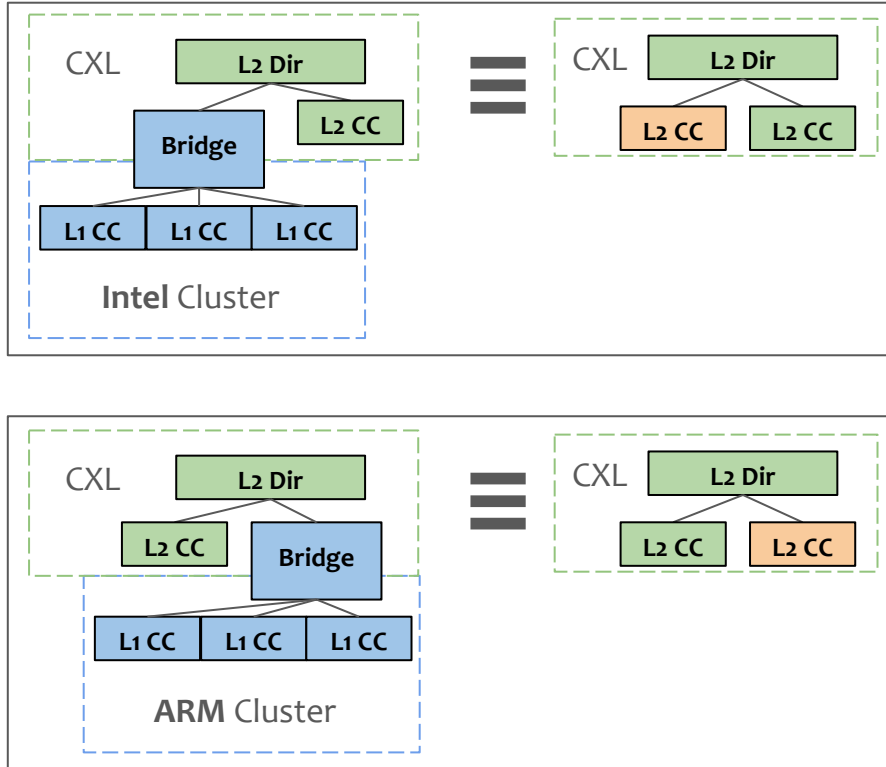 CXL
L2 Dir
L2 CC
Bridge
L1 CC L1 CC L1 CC
Intel Cluster
≡
CXL
L2 Dir
L2 CC L2 CC
CXL
L2 Dir
L2 CC
Bridge
L1 CC L1 CC L1 CC
ARM Cluster
≡
CXL
L2 Dir
L2 CC L2 CC